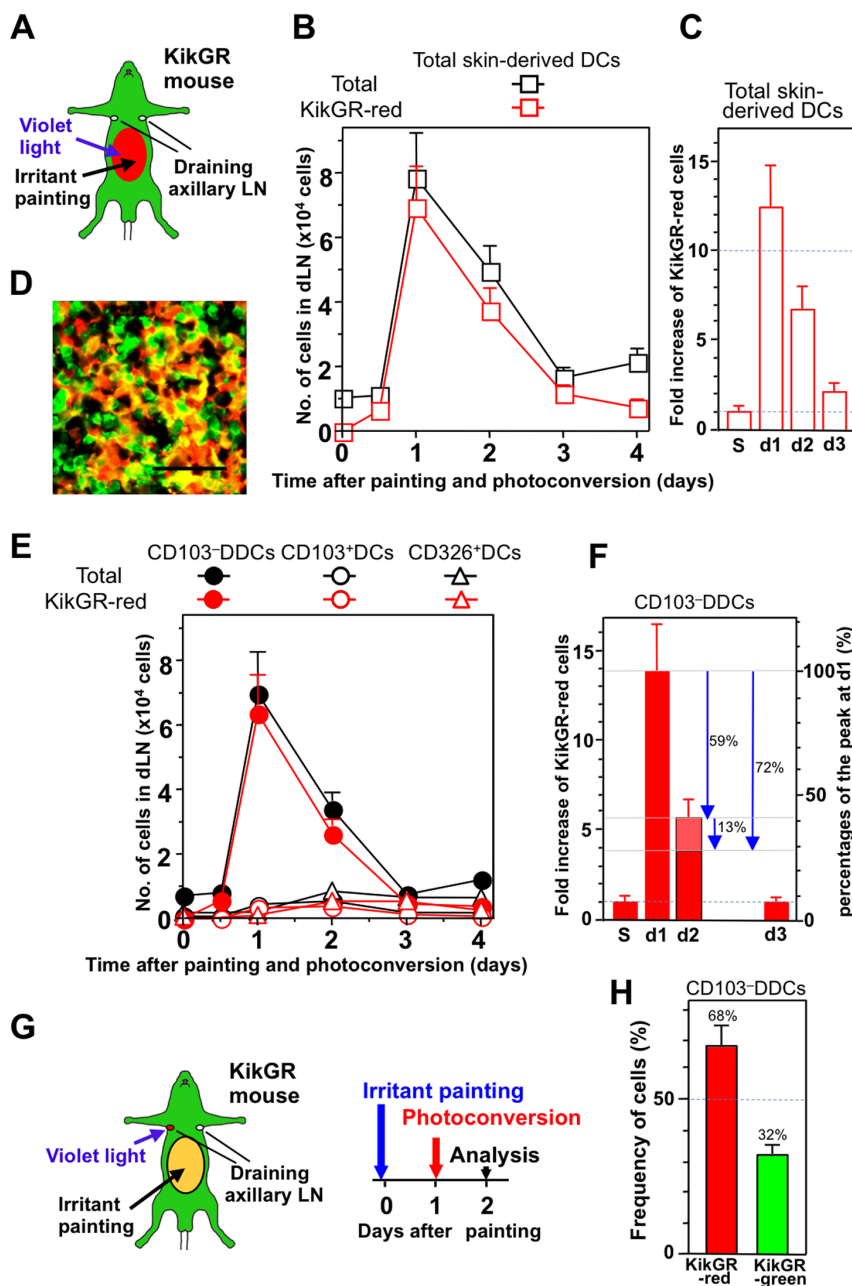 A
KikGR
mouse
Violet
light
Irritant
painting
Draining
axillary LN
B
Total skin-derived DCs
Total
KikGR-red
No. of cells in dLN (x10⁴ cells)
8
6
4
2
0
0 1 2 3 4
Time after painting and photoconversion (days)
C
Total skin-
derived DCs
Fold increase of KikGR-red cells
15
10
5
0
S d1 d2 d3
D
E
CD103⁻DDCs CD103⁺DCs CD326⁺DCs
Total
KikGR-red
No. of cells in dLN (x10⁴ cells)
8
6
4
2
0
0 1 2 3 4
Time after painting and photoconversion (days)
F
CD103⁻DDCs
Fold increase of KikGR-red cells
15
10
5
0
S d1 d2 d3
59%
72%
13%
100
50
0
percentages of the peak at d1 (%)
G
KikGR
mouse
Violet light
Irritant
painting
Draining
axillary LN
Irritant painting
Photoconversion
Analysis
0 1 2
Days after painting
H
CD103⁻DDCs
Frequency of cells (%)
68%
32%
50
0
KikGR
-red
KikGR
-green